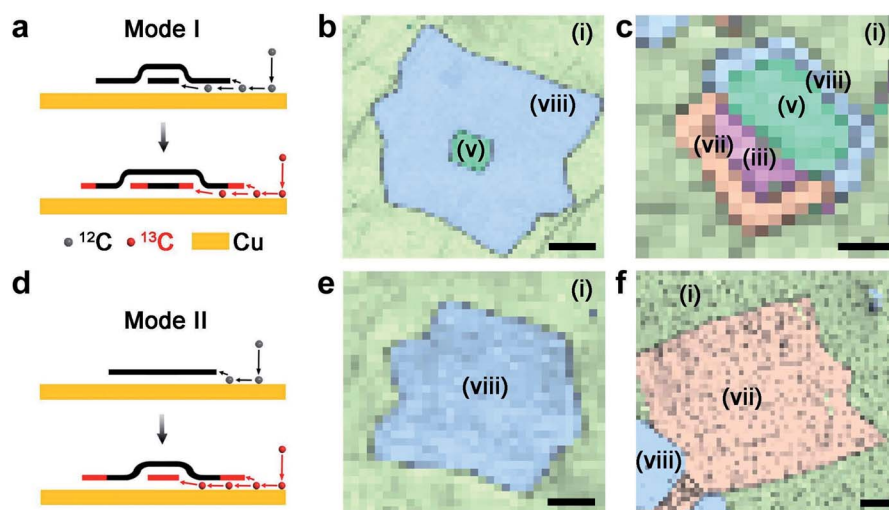 a
Mode I
¹²C
¹³C
Cu
b
(i)
(viii)
(v)
c
(i)
(viii)
(v)
(vii)
(iii)
d
Mode II
e
(i)
(viii)
f
(i)
(vii)
(viii)